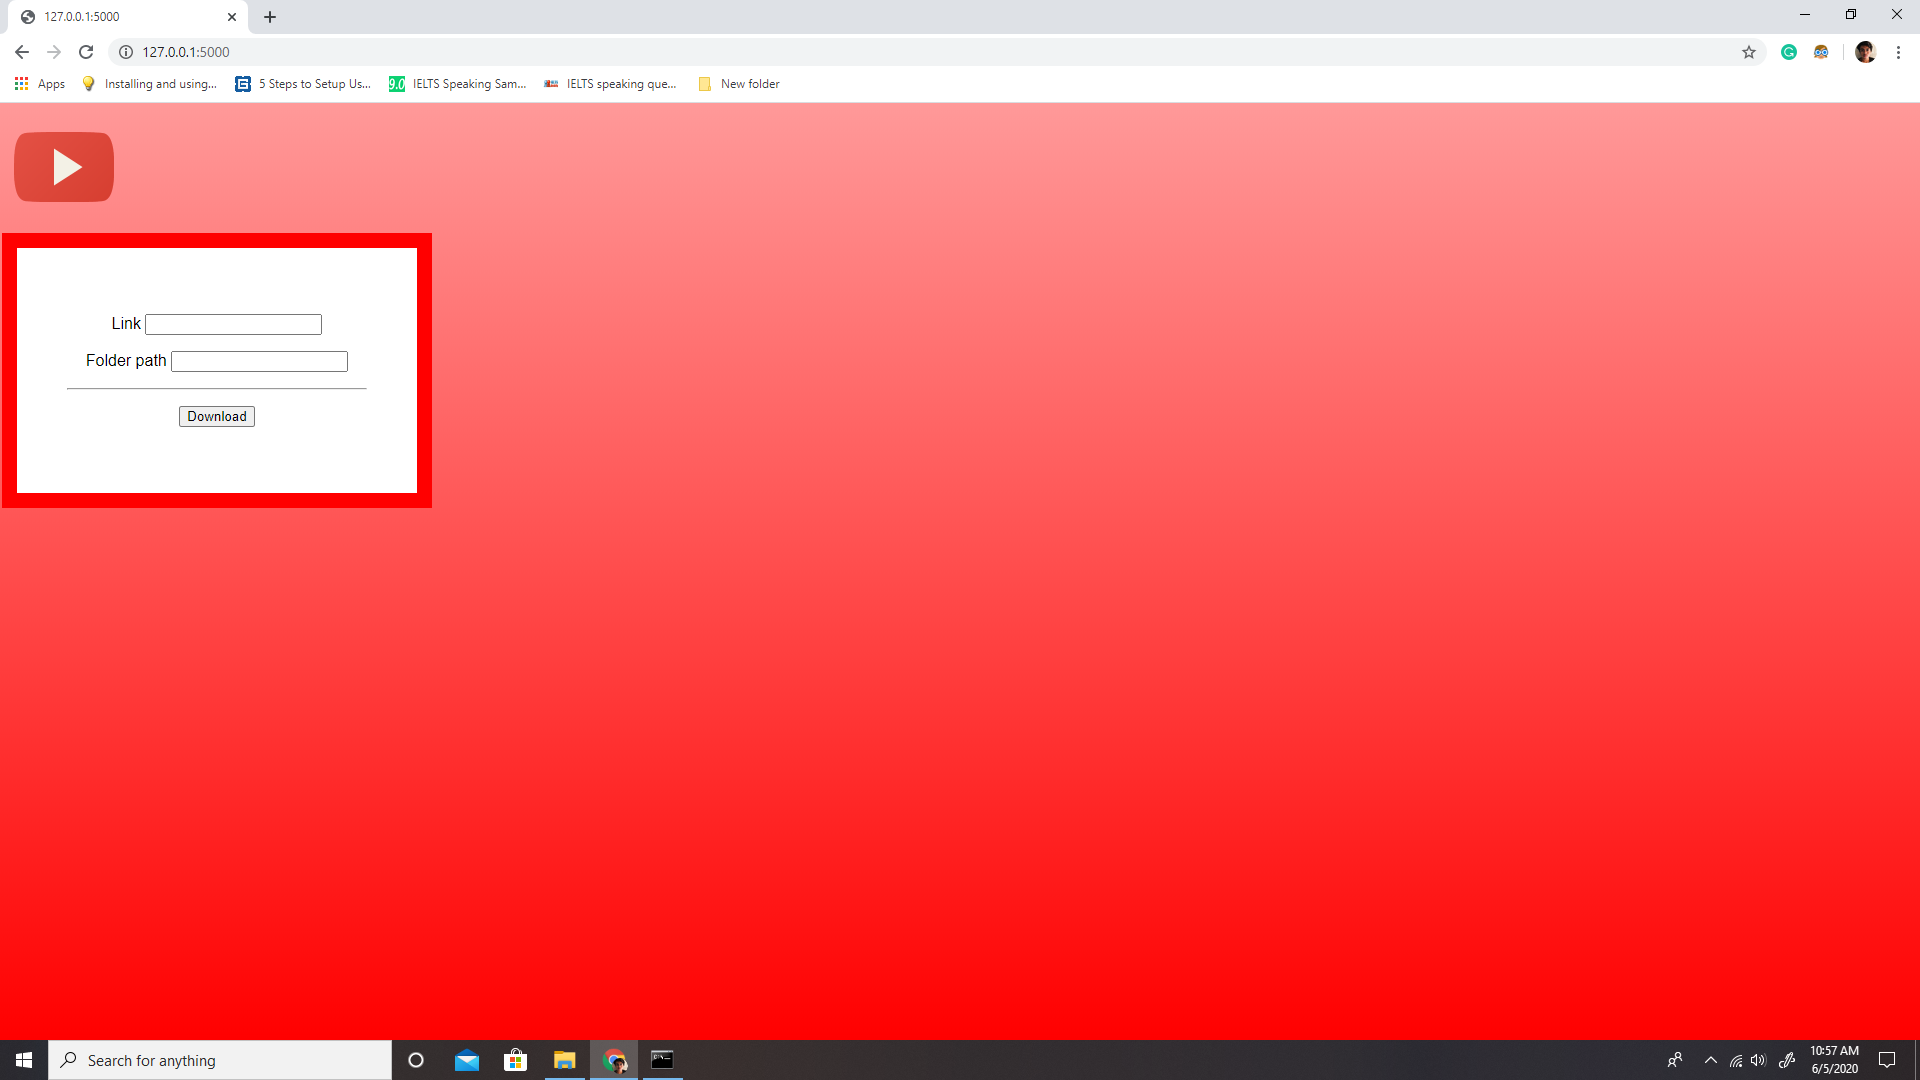 127.0.0.1:5000
127.0.0.1:5000
Apps
Installing and using...
5 Steps to Setup Us...
9.0
IELTS Speaking Sam...
IELTS speaking que...
New folder
Link
Folder path
Download
Search for anything
10:57 AM
6/5/2020